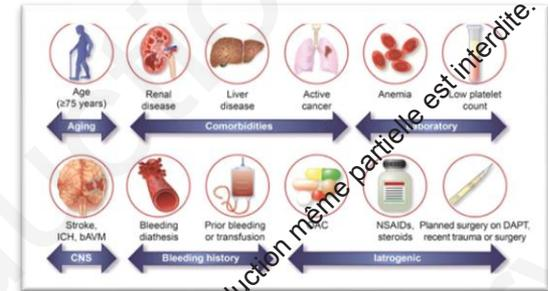 Age
(≥75 years)
Renal
disease
Liver
disease
Active
cancer
Anemia
Low platelet
count
Aging
Comorbidities
Laboratory
Stroke,
ICH, bAVM
Bleeding
diathesis
Prior bleeding
or transfusion
NSAIDs,
steroids
Planned surgery on DAPT,
recent trauma or surgery
CNS
Bleeding history
Iatrogenic
même partielle est interdite.